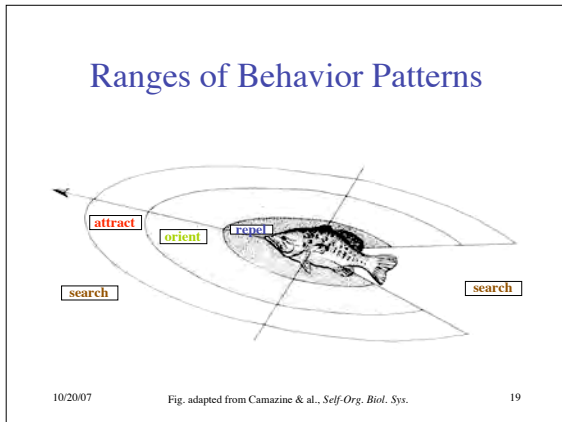 Ranges of Behavior Patterns
attract
orient
repel
search
search
10/20/07
Fig. adapted from Camazine & al., Self-Org. Biol. Sys.
19